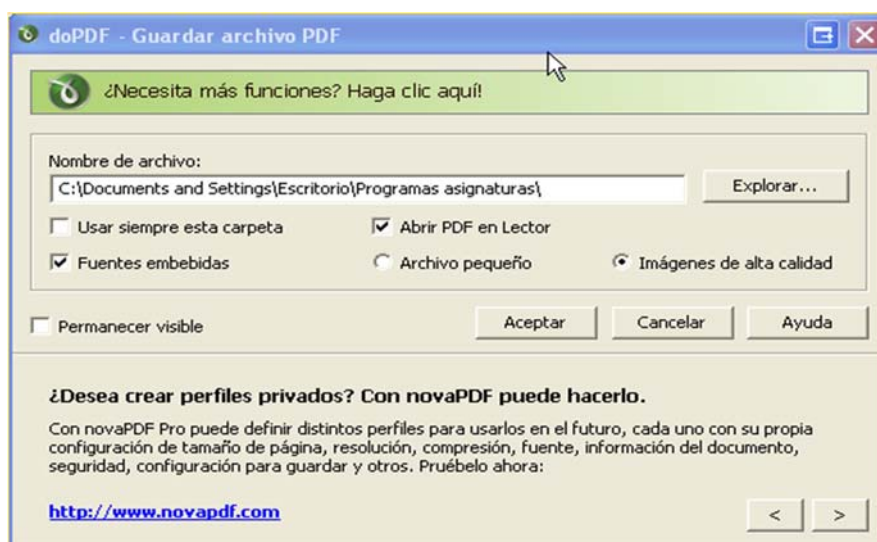 doPDF - Guardar archivo PDF
¿Necesita más funciones? Haga clic aquí!
Nombre de archivo:
C:\Documents and Settings\Escritorio\Programas asignaturas\
Explorar...
Usar siempre esta carpeta
Abrir PDF en Lector
Fuentes embebidas
Archivo pequeño
Imágenes de alta calidad
Permanecer visible
Aceptar
Cancelar
Ayuda
¿Desea crear perfiles privados? Con novaPDF puede hacerlo.
Con novaPDF Pro puede definir distintos perfiles para usarlos en el futuro, cada uno con su propia
configuración de tamaño de página, resolución, compresión, fuente, información del documento,
seguridad, configuración para guardar y otros. Pruébelo ahora:
http://www.novapdf.com
< >